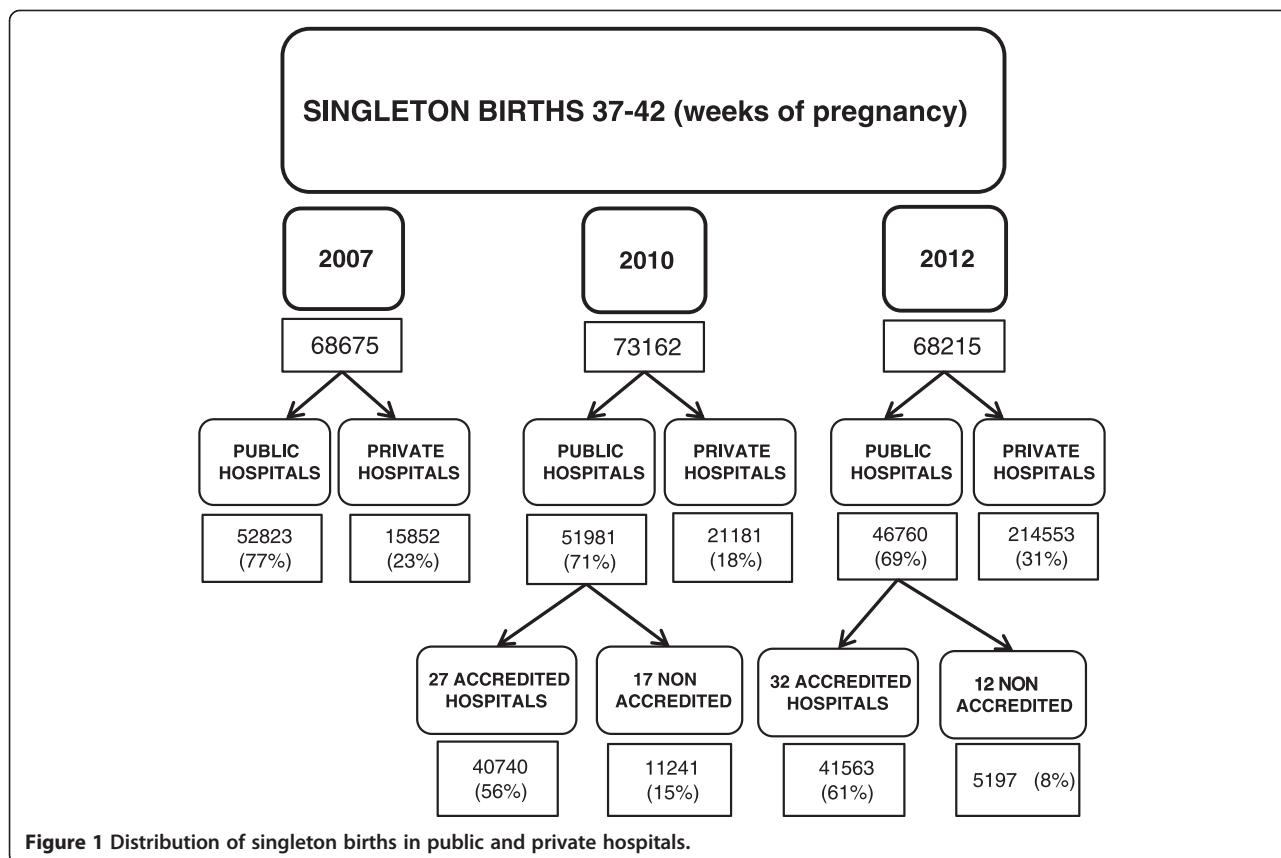 SINGLETON BIRTHS 37-42 (weeks of pregnancy)
2007
2010
2012
68675
73162
68215
PUBLIC
HOSPITALS
PRIVATE
HOSPITALS
PUBLIC
HOSPITALS
PRIVATE
HOSPITALS
PUBLIC
HOSPITALS
PRIVATE
HOSPITALS
52823
(77%)
15852
(23%)
51981
(71%)
21181
(18%)
46760
(69%)
214553
(31%)
27 ACCREDITED
HOSPITALS
17 NON
ACCREDITED
32 ACCREDITED
HOSPITALS
12 NON
ACCREDITED
40740
(56%)
11241
(15%)
41563
(61%)
5197 (8%)
Figure 1 Distribution of singleton births in public and private hospitals.